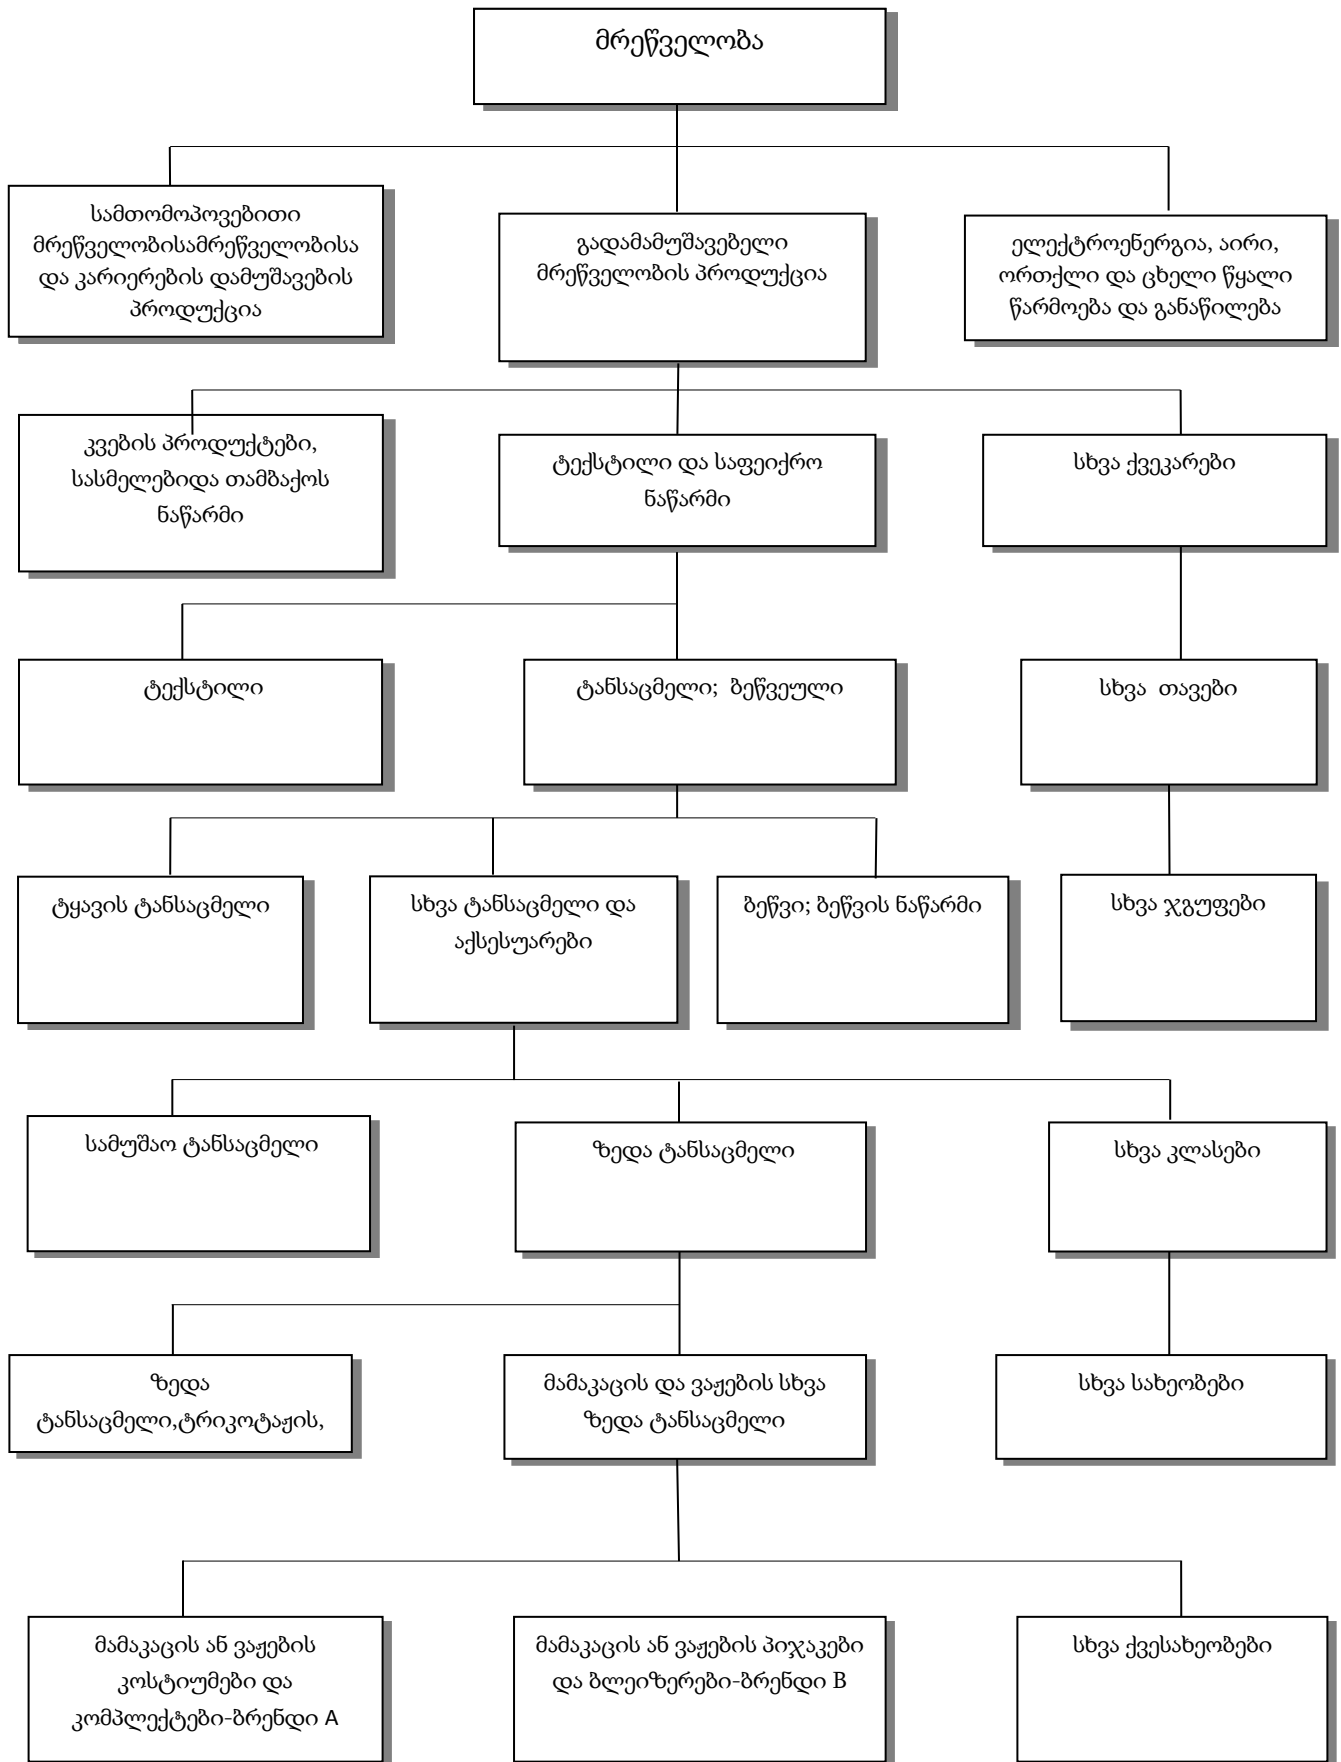 მრეწველობა
სამთომოპოვებითი
მრეწველობისამრეწველობისა
და კარიერების დამუშავების
პროდუქცია
გადამამუშავებელი
მრეწველობის პროდუქცია
ელექტროენერგია, აირი,
ორთქლი და ცხელი წყალი
წარმოება და განაწილება
კვების პროდუქტები,
სასმელებიდა თამბაქოს
ნაწარმი
ტექსტილი და საფეიქრო
ნაწარმი
სხვა ქვეკარები
ტექსტილი
ტანსაცმელი; ბეწვეული
სხვა თავები
ტყავის ტანსაცმელი
სხვა ტანსაცმელი და
აქსესუარები
ბეწვი; ბეწვის ნაწარმი
სხვა ჯგუფები
სამუშაო ტანსაცმელი
ზედა ტანსაცმელი
სხვა კლასები
ზედა
ტანსაცმელი,ტრიკოტაჟის,
მამაკაცის და ვაჟების სხვა
ზედა ტანსაცმელი
სხვა სახეობები
მამაკაცის ან ვაჟების
კოსტიუმები და
კომპლექტები-ბრენდი A
მამაკაცის ან ვაჟების პიჯაკები
და ბლეიზერები-ბრენდი B
სხვა ქვესახეობები